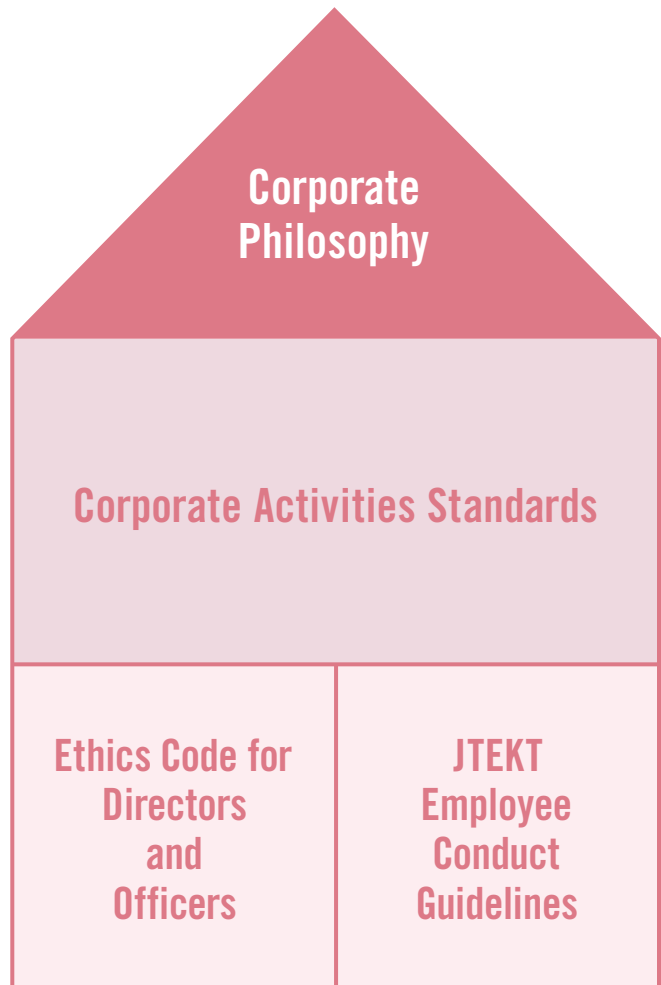 Corporate
Philosophy
Corporate Activities Standards
Ethics Code for
Directors
and
Officers
JTEKT
Employee
Conduct
Guidelines